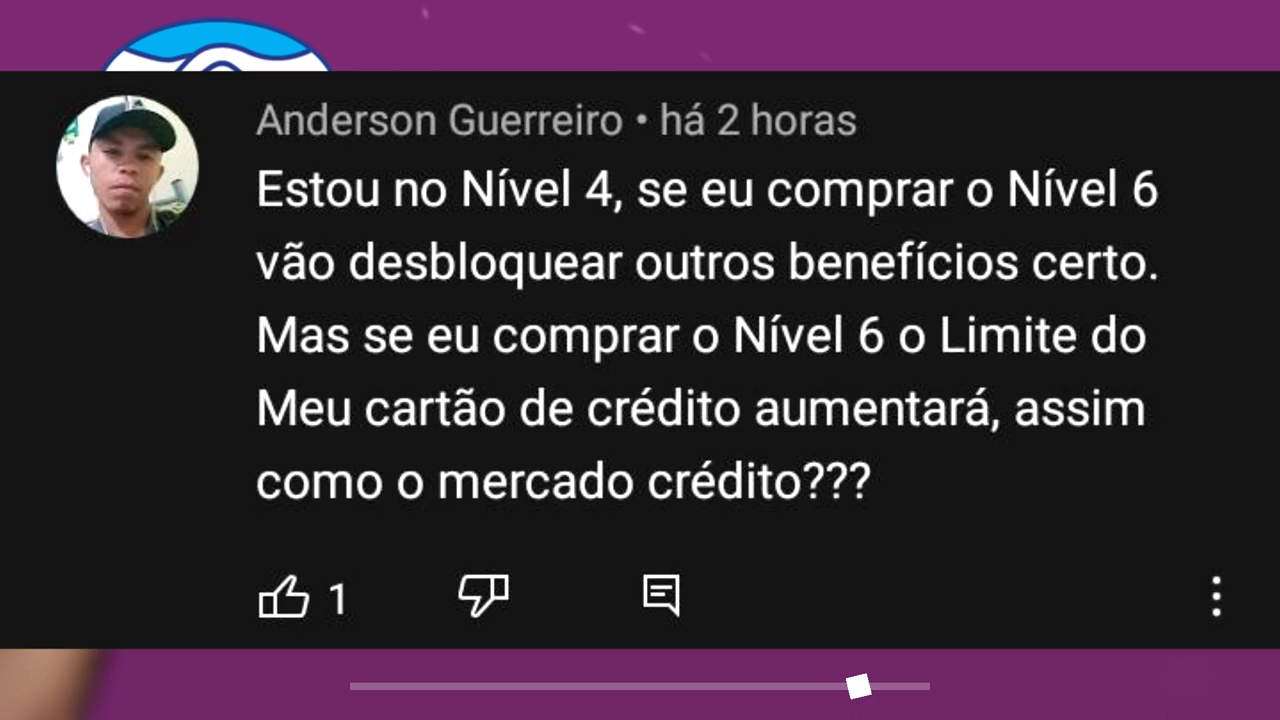 Anderson Guerreiro • há 2 horas
Estou no Nível 4, se eu comprar o Nível 6
vão desbloquear outros benefícios certo.
Mas se eu comprar o Nível 6 o Limite do
Meu cartão de crédito aumentará, assim
como o mercado crédito???
1